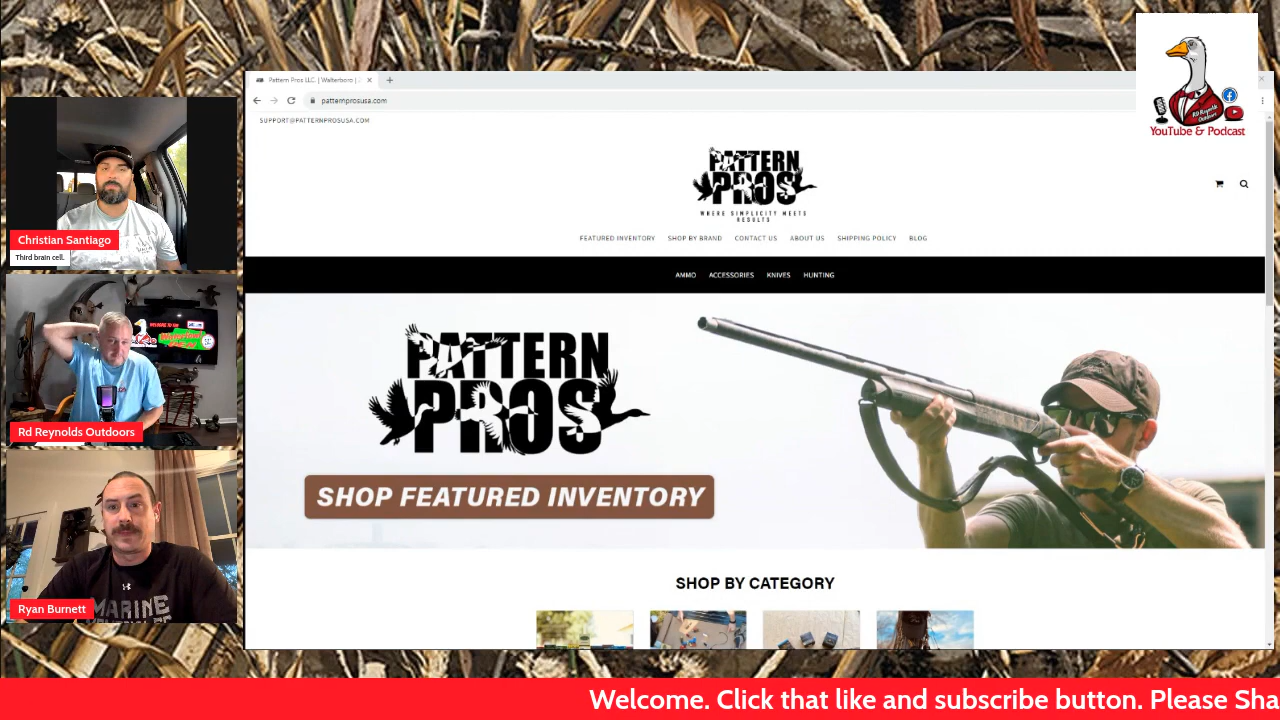 Pattern Pros LLC. | Walterboro |
patternprosusa.com
SUPPORT@PATTERNPROSUSA.COM
RD Reynolds
Outdoors
YouTube & Podcast
PATTERN
PROS
WHERE SIMPLICITY MEETS
RESULTS
FEATURED INVENTORY SHOP BY BRAND CONTACT US ABOUT US SHIPPING POLICY BLOG
AMMO ACCESSORIES KNIVES HUNTING
PATTERN
PROS
SHOP FEATURED INVENTORY
SHOP BY CATEGORY
Christian Santiago
Third brain cell.
Rd Reynolds Outdoors
MARINE
Ryan Burnett
Welcome. Click that like and subscribe button. Please Sha